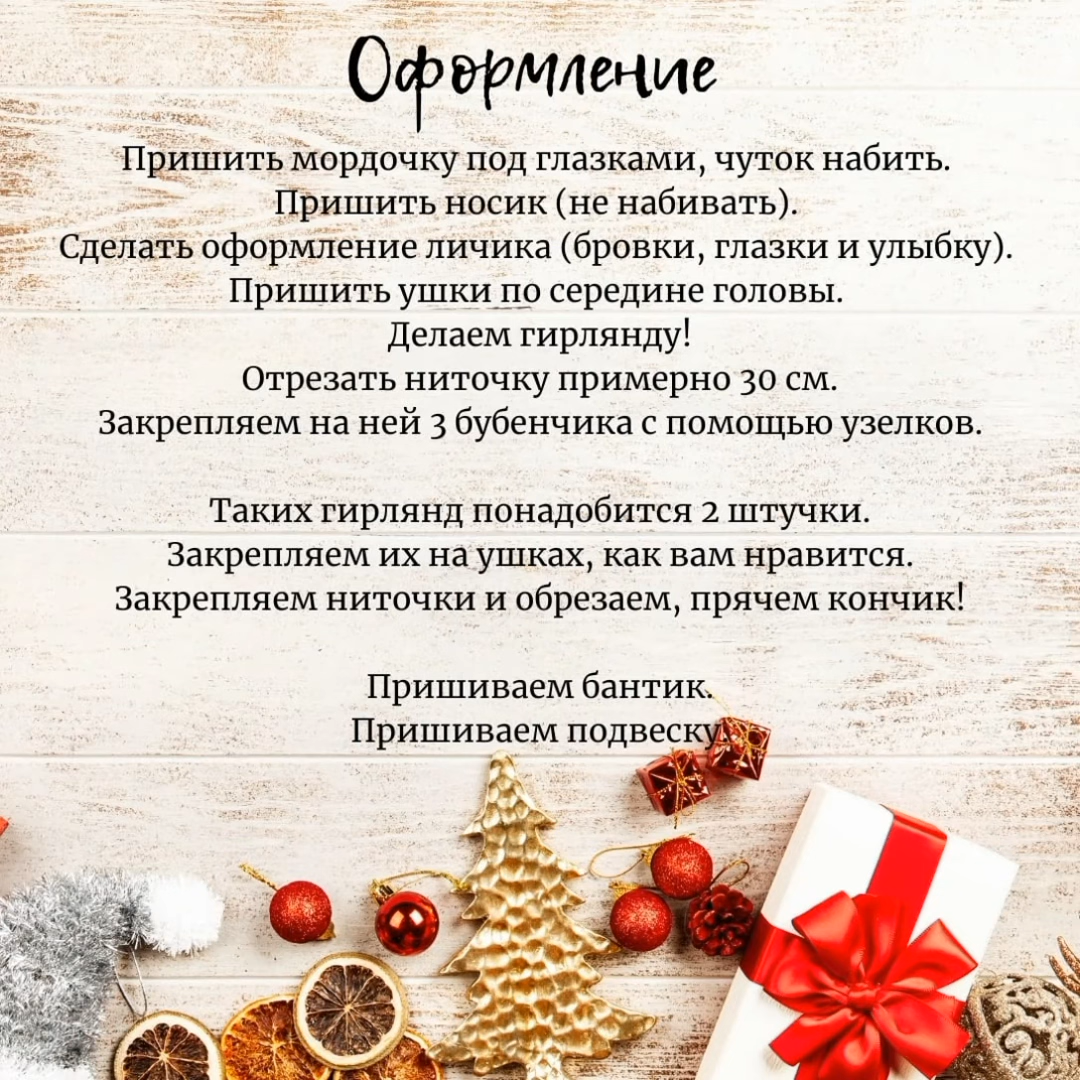 Оформление
Пришить мордочку под глазками, чуток набить.
Пришить носик (не набивать).
Сделать оформление личика (бровки, глазки и улыбку).
Пришить ушки по середине головы.
Делаем гирлянду!
Отрезать ниточку примерно 30 см.
Закрепляем на ней 3 бубенчика с помощью узелков.
Таких гирлянд понадобится 2 штучки.
Закрепляем их на ушках, как вам нравится.
Закрепляем ниточки и обрезаем, прячем кончик!
Пришиваем бантик.
Пришиваем подвеску.